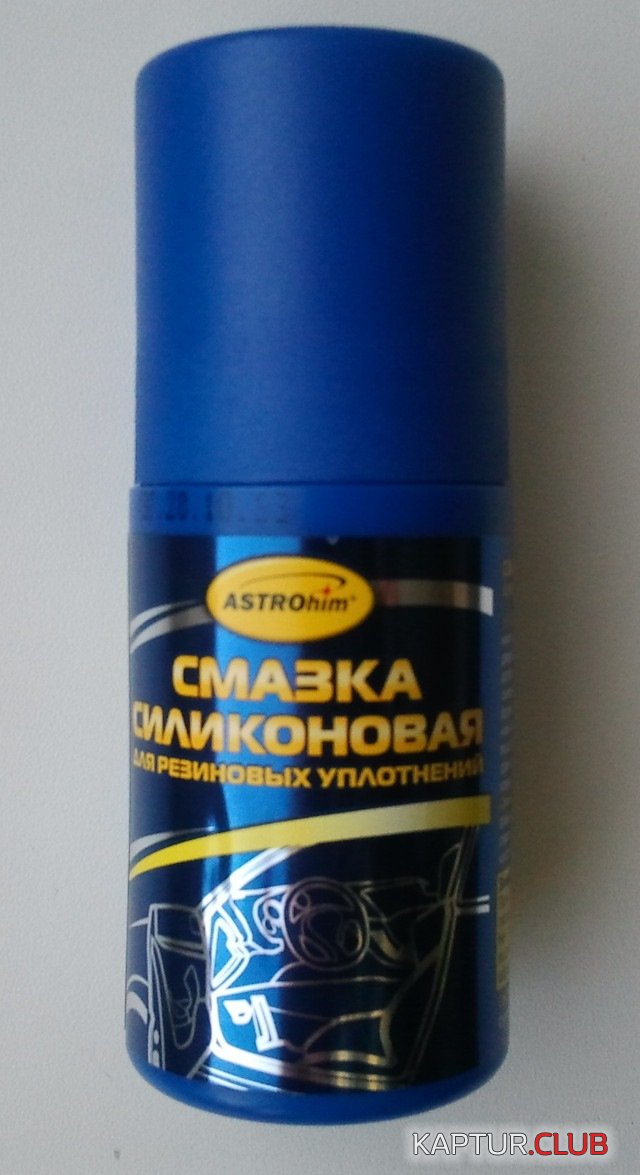 ASTROhim®
СМАЗКА
СИЛИКОНОВАЯ
ДЛЯ РЕЗИНОВЫХ УПЛОТНЕНИЙ
KAPTUR.CLUB